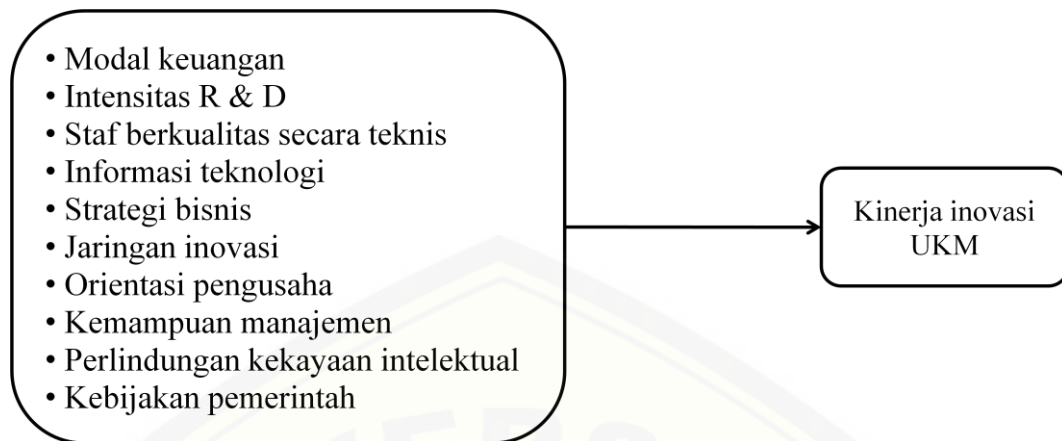 • Modal keuangan
• Intensitas R & D
• Staf berkualitas secara teknis
• Informasi teknologi
• Strategi bisnis
• Jaringan inovasi
• Orientasi pengusaha
• Kemampuan manajemen
• Perlindungan kekayaan intelektual
• Kebijakan pemerintah
Kinerja inovasi
UKM